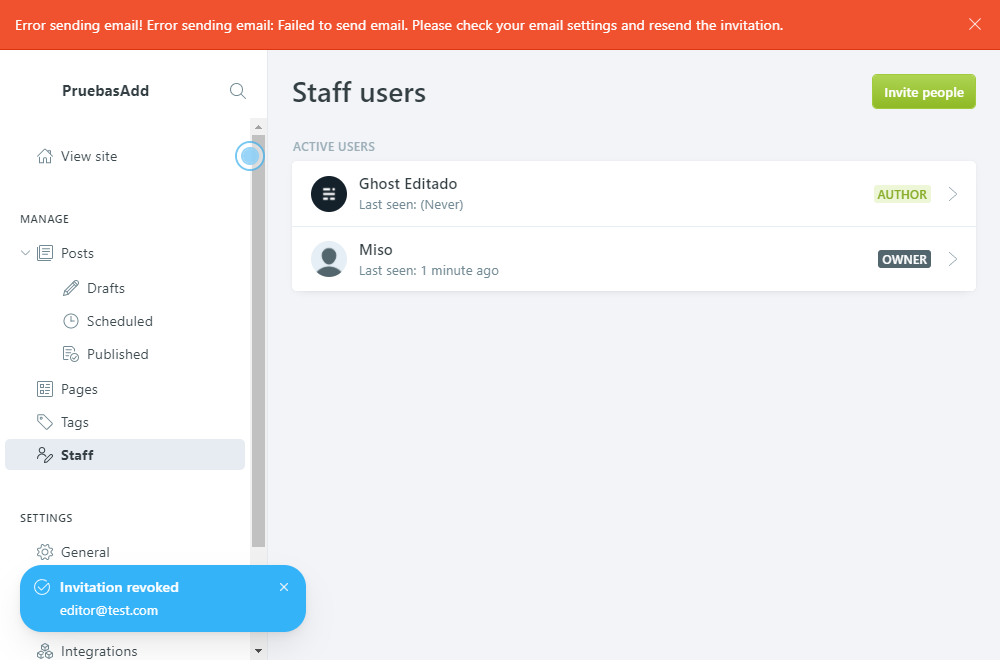 Error sending email! Error sending email: Failed to send email. Please check your email settings and resend the invitation.
PruebasAdd
View site
MANAGE
Posts
Drafts
Scheduled
Published
Pages
Tags
Staff
SETTINGS
General
Invitation revoked
editor@test.com
Integrations
Staff users
Invite people
ACTIVE USERS
Ghost Editado
Last seen: (Never)
AUTHOR
Miso
Last seen: 1 minute ago
OWNER